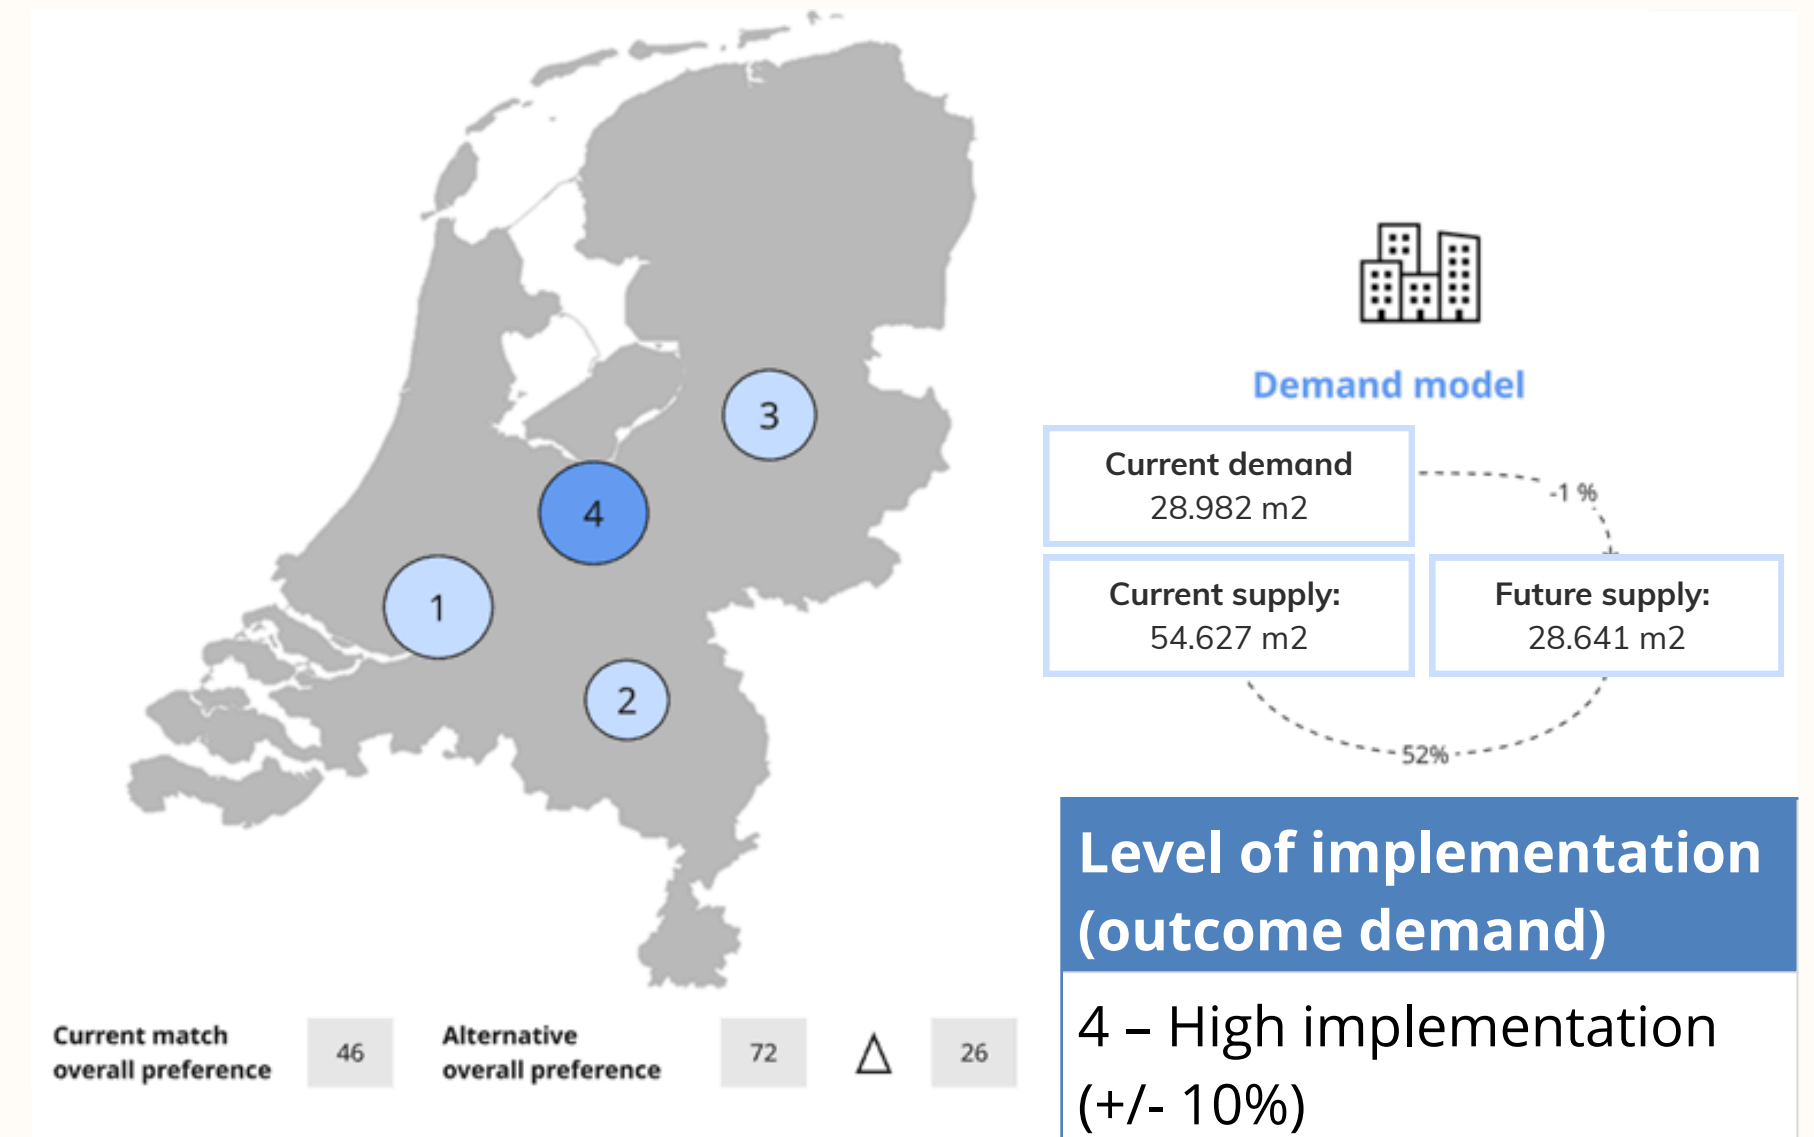 3
4
1
2
Demand model
Current demand
28.982 m2
-1 %
Current supply:
54.627 m2
Future supply:
28.641 m2
52%
Level of implementation
(outcome demand)
4 – High implementation
(+/- 10%)
Current match
overall preference
46
Alternative
overall preference
72
△
26